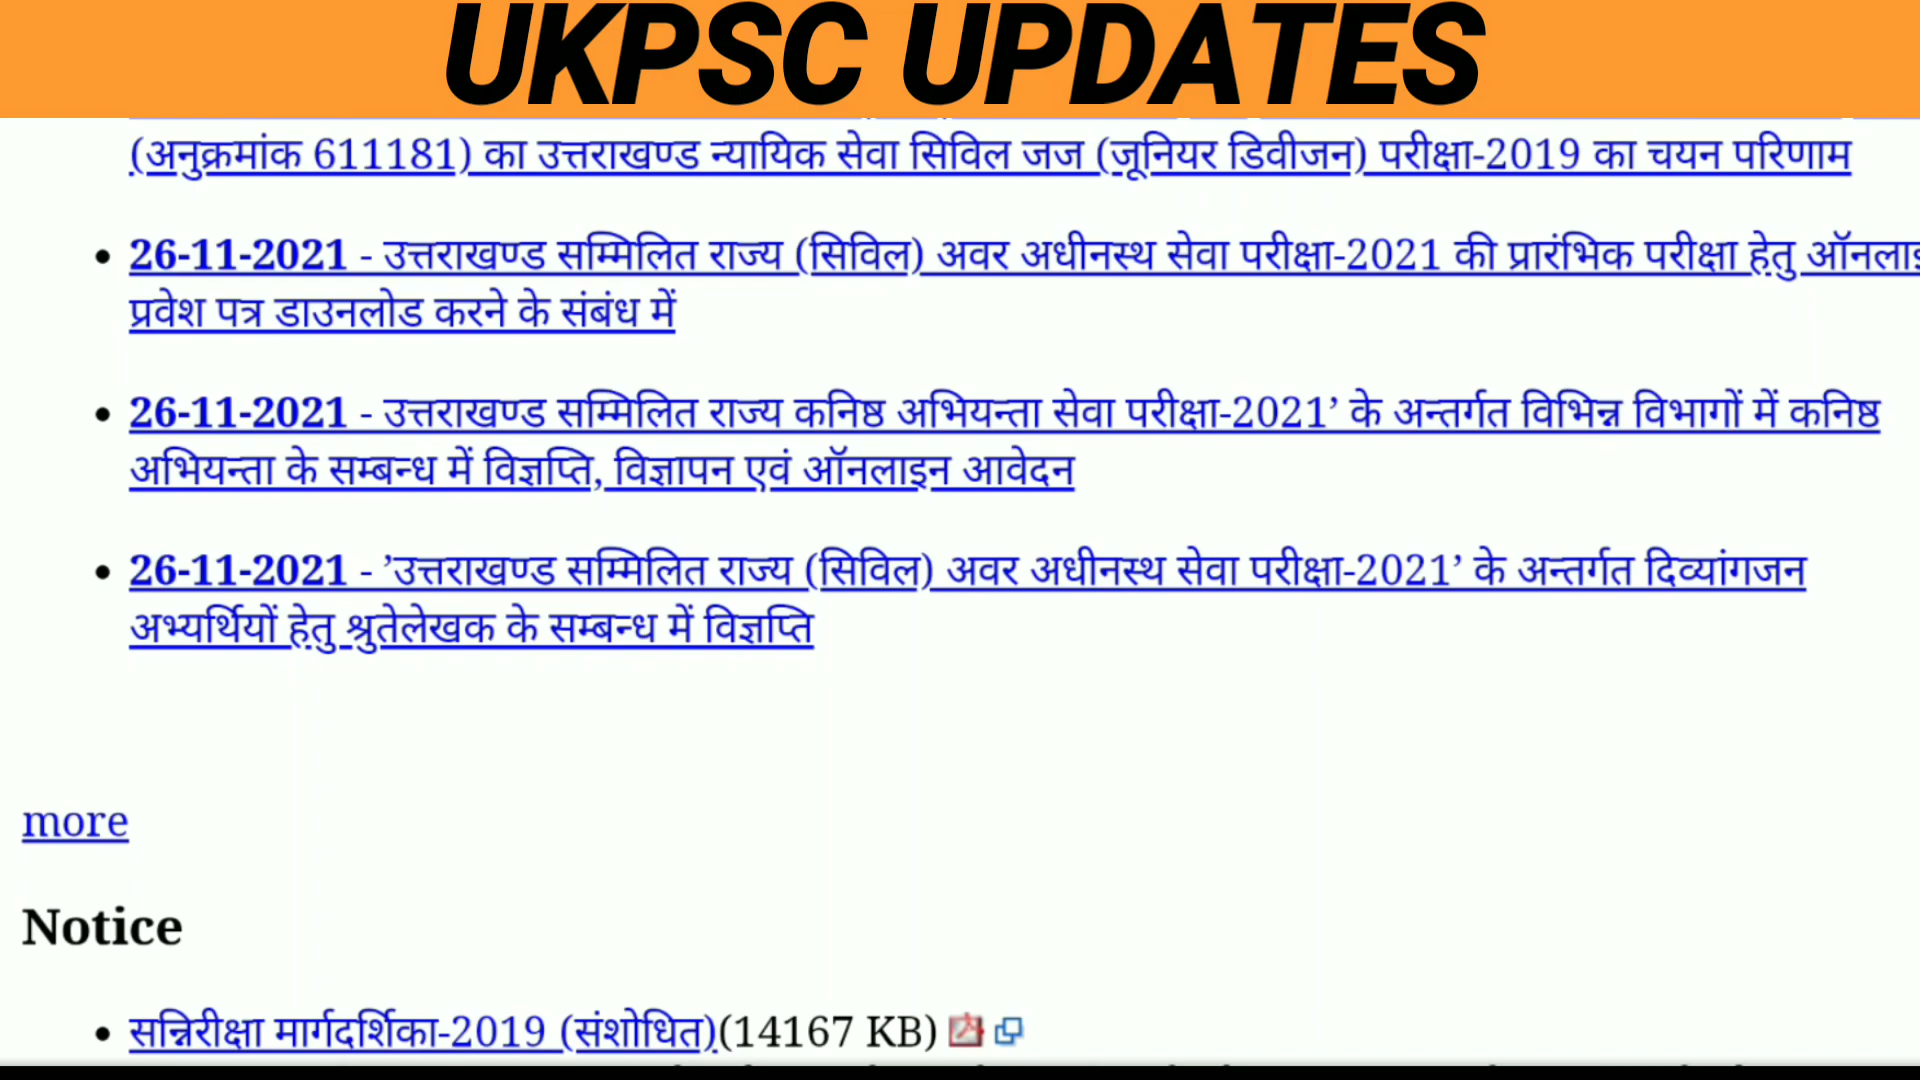 UKPSC UPDATES
(अनुक्रमांक 611181) का उत्तराखण्ड न्यायिक सेवा सिविल जज (जूनियर डिवीजन) परीक्षा-2019 का चयन परिणाम
• 26-11-2021 - उत्तराखण्ड सम्मिलित राज्य (सिविल) अवर अधीनस्थ सेवा परीक्षा-2021 की प्रारंभिक परीक्षा हेतु
प्रवेश पत्र डाउनलोड करने के संबंध में
• 26-11-2021 - उत्तराखण्ड सम्मिलित राज्य कनिष्ठ अभियन्ता सेवा परीक्षा-2021’ के अन्तर्गत विभिन्न विभागों में कनिष्ठ
अभियन्ता के सम्बन्ध में विज्ञप्ति, विज्ञापन एवं ऑनलाइन आवेदन
• 26-11-2021 - ’उत्तराखण्ड सम्मिलित राज्य (सिविल) अवर अधीनस्थ सेवा परीक्षा-2021’ के अन्तर्गत दिव्यांगजन
अभ्यर्थियों हेतु श्रुतेलेखक के सम्बन्ध में विज्ञप्ति
more
Notice
• सन्निरीक्षा मार्गदर्शिका-2019 (संशोधित)(14167 KB)